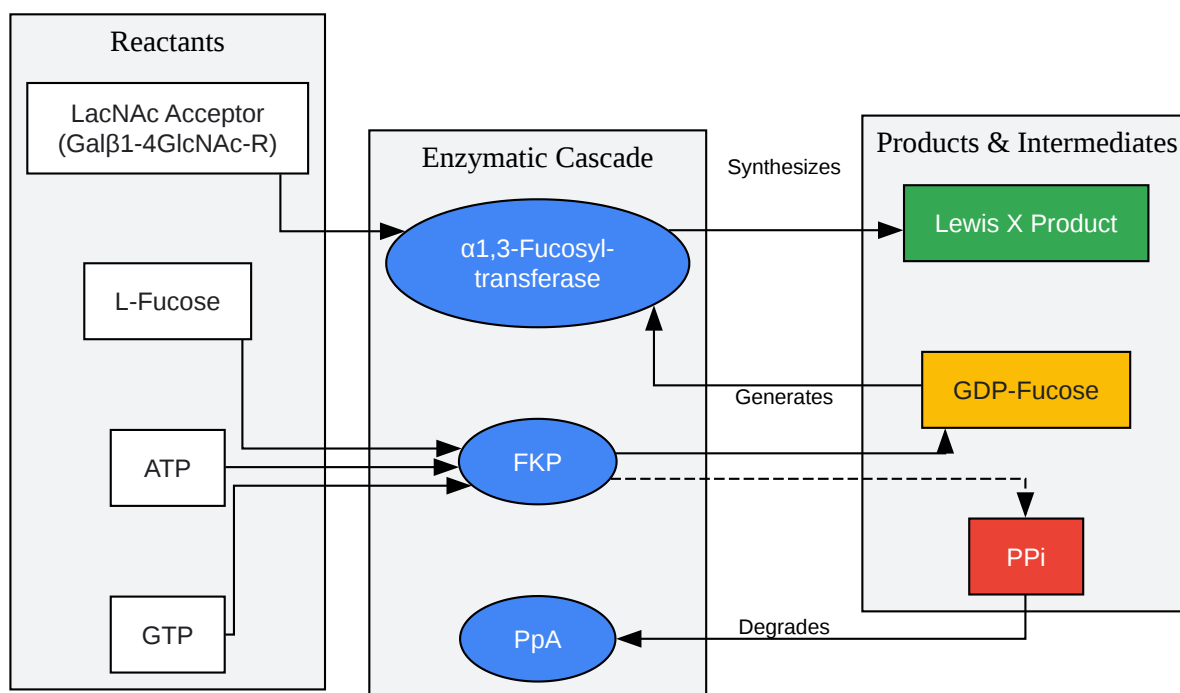 Reactants
LacNAc Acceptor
(Galβ1-4GlcNAc-R)
L-Fucose
ATP
GTP
Enzymatic Cascade
α1,3-Fucosyl-
transferase
FKP
PpA
Synthesizes
Generates
Degrades
Products & Intermediates
Lewis X Product
GDP-Fucose
PPi